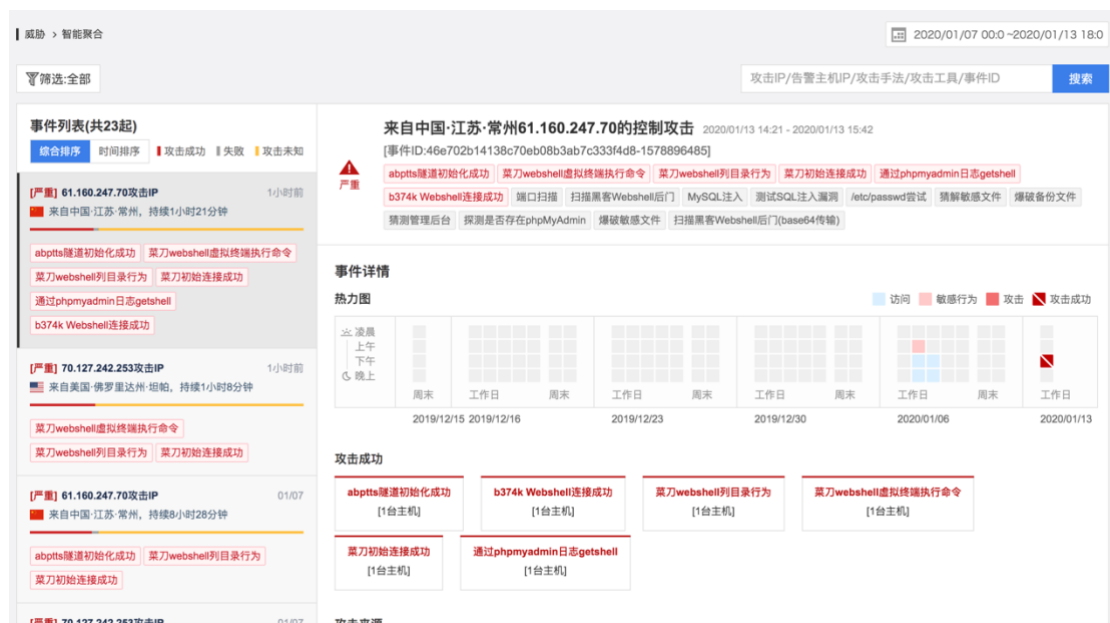 威胁 > 智能聚合
2020/01/07 00:0 ~2020/01/13 18:0
筛选:全部
攻击IP/告警主机IP/攻击手法/攻击工具/事件ID
搜索
事件列表(共23起)
综合排序 时间排序 攻击成功 失败 攻击未知
[严重] 61.160.247.70攻击IP 1小时前
来自中国·江苏·常州，持续1小时21分钟
abptts隧道初始化成功 菜刀webshell虚拟终端执行命令
菜刀webshell列目录行为 菜刀初始连接成功
通过phpmyadmin日志getshell
b374k Webshell连接成功
[严重] 70.127.242.253攻击IP 1小时前
来自美国·佛罗里达州·坦帕，持续1小时8分钟
菜刀webshell虚拟终端执行命令
菜刀webshell列目录行为 菜刀初始连接成功
[严重] 61.160.247.70攻击IP 01/07
来自中国·江苏·常州，持续8小时28分钟
abptts隧道初始化成功 菜刀webshell列目录行为
菜刀初始连接成功
[严重] 70.127.242.253攻击IP 01/07
严重
来自中国·江苏·常州61.160.247.70的控制攻击 2020/01/13 14:21 - 2020/01/13 15:42
[事件ID:46e702b14138c70eb08b3ab7c333f4d8-1578896485]
abptts隧道初始化成功 菜刀webshell虚拟终端执行命令 菜刀webshell列目录行为 菜刀初始连接成功 通过phpmyadmin日志getshell
b374k Webshell连接成功 端口扫描 扫描黑客Webshell后门 MySQL注入 测试SQL注入漏洞 /etc/passwd尝试 猜解敏感文件 爆破备份文件
猜测管理后台 探测是否存在phpMyAdmin 爆破敏感文件 扫描黑客Webshell后门(base64传输)
事件详情
热力图
访问 敏感行为 攻击 攻击成功
凌晨
上午
下午
晚上
周末 工作日 周末 工作日 周末 工作日 周末 工作日 周末 工作日
2019/12/15 2019/12/16 2019/12/23 2019/12/30 2020/01/06 2020/01/13
攻击成功
abptts隧道初始化成功 b374k Webshell连接成功 菜刀webshell列目录行为 菜刀webshell虚拟终端执行命令
[1台主机] [1台主机] [1台主机] [1台主机]
菜刀初始连接成功 通过phpmyadmin日志getshell
[1台主机] [1台主机]
攻击来源